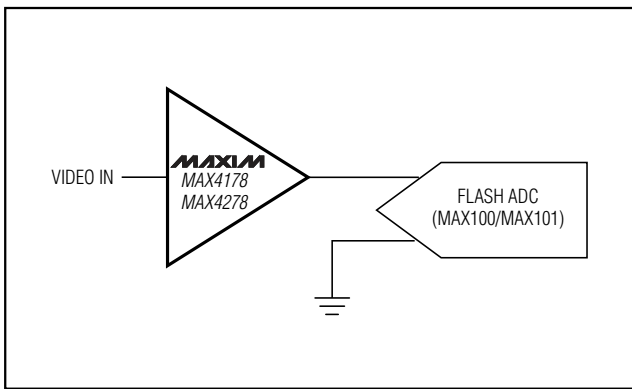 VIDEO IN
MAXIM
MAX4178
MAX4278
FLASH ADC
(MAX100/MAX101)